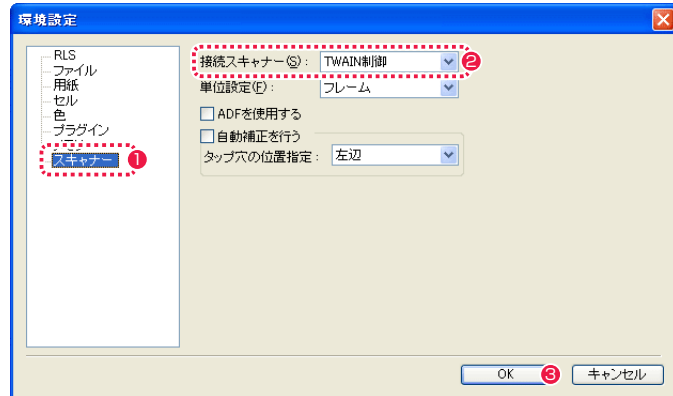 環境設定
RLS
ファイル
用紙
セル
色
プラグイン
スキャナー
❶
接続スキャナー(S): TWAIN制御
❷
単位設定(F): フレーム
ADFを使用する
自動補正を行う
タップ穴の位置指定: 左辺
OK
❸
キャンセル